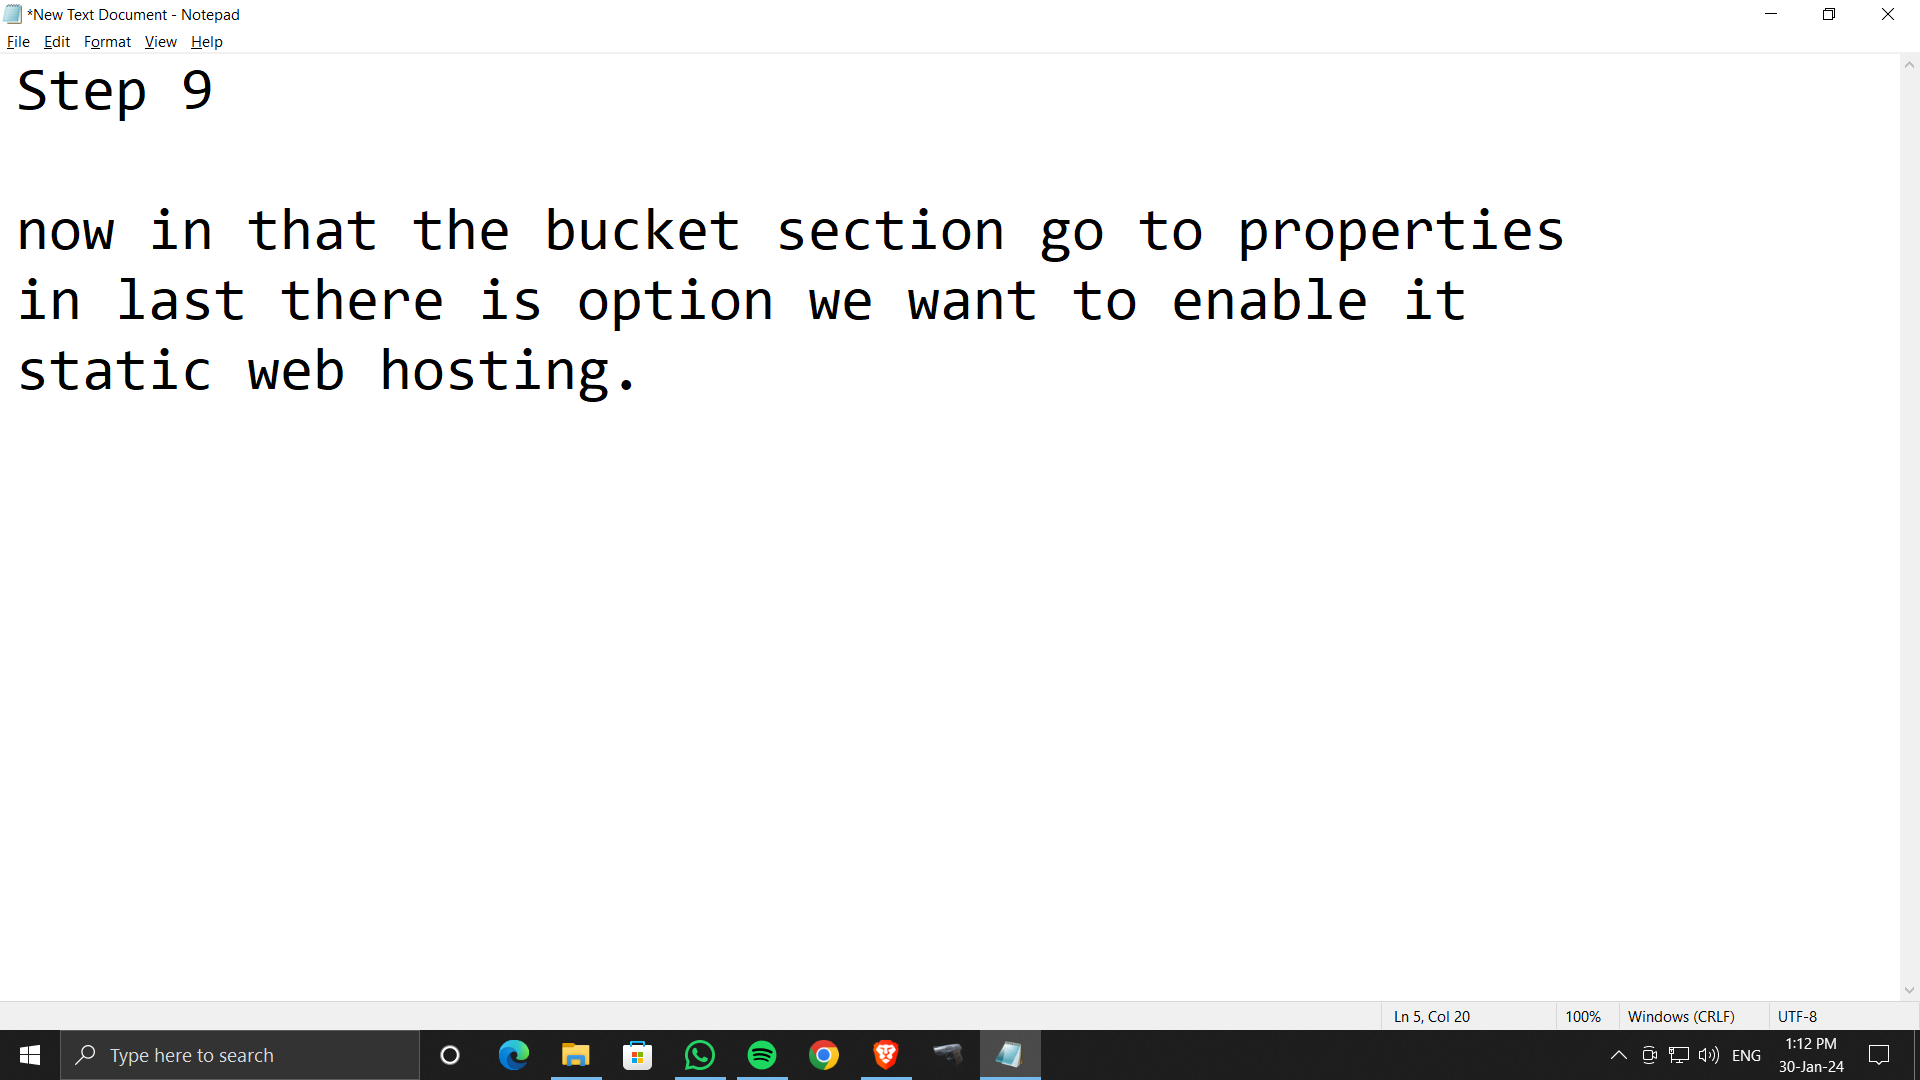 *New Text Document - Notepad
File Edit Format View Help
Step 9
now in that the bucket section go to properties
in last there is option we want to enable it
static web hosting.
Ln 5, Col 20 100% Windows (CRLF) UTF-8
Type here to search
ENG
1:12 PM
30-Jan-24